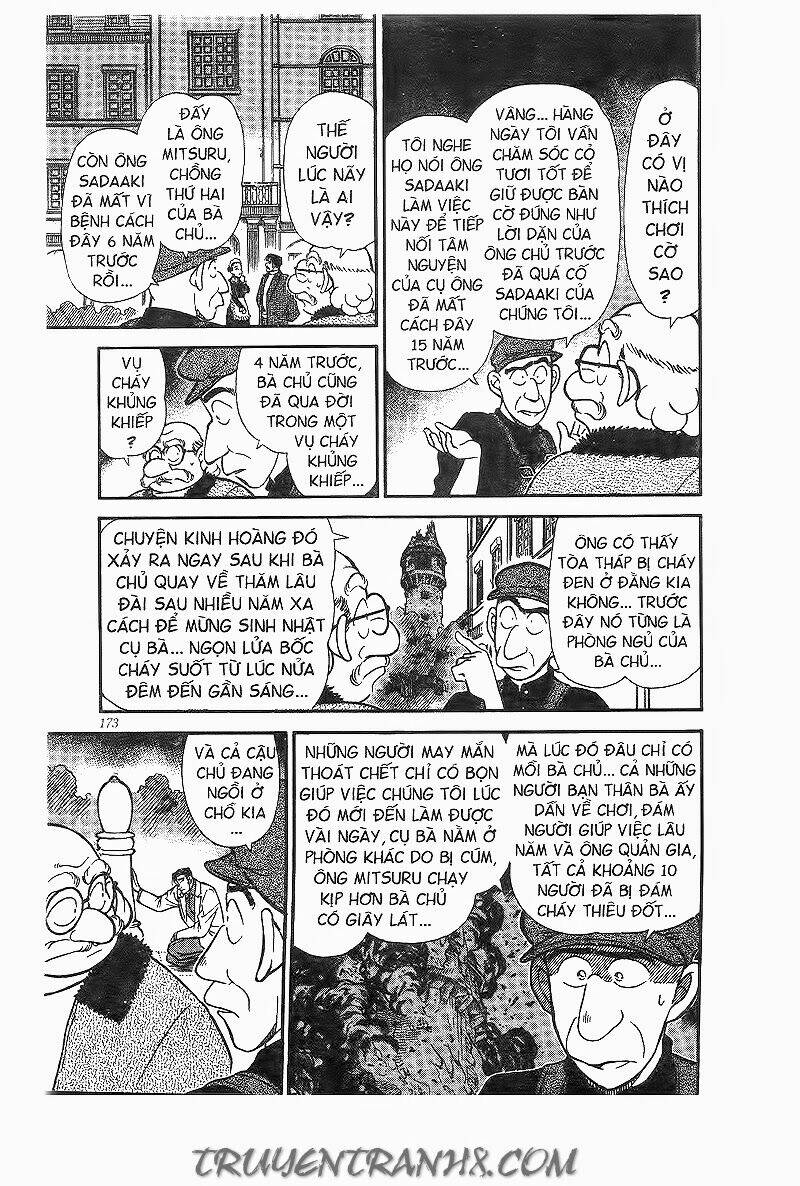 Ở
ĐÂY
CÓ VỊ
NÀO
THÍCH
CHƠI
CỜ
SAO
?
VÂNG... HÀNG
NGÀY TÔI VẪN
CHĂM SÓC CỎ
TƯƠI TỐT ĐỂ
GIỮ ĐƯỢC BÀN
CỜ ĐÚNG NHƯ
LỜI DẶN CỦA
ÔNG CHỦ TRƯỚC
ĐÃ QUÁ CỐ
SADAAKI CỦA
CHÚNG TÔI...
TÔI NGHE
HỌ NÓI ÔNG
SADAAKI
LÀM VIỆC
NÀY ĐỂ TIẾP
NỐI TÂM
NGUYỆN
CỦA CỤ ÔNG
ĐÃ MẤT
CÁCH ĐÂY
15 NĂM
TRƯỚC...
THẾ
NGƯỜI
LÚC NÃY
LÀ AI
VẬY?
ĐẤY
LÀ ÔNG
MITSURU,
CHỒNG
THỨ HAI
CỦA BÀ
CHỦ...
CÒN ÔNG
SADAAKI
ĐÃ MẤT VÌ
BỆNH CÁCH
ĐÂY 6 NĂM
TRƯỚC
RỒI...
4 NĂM TRƯỚC,
BÀ CHỦ CŨNG
ĐÃ QUA ĐỜI
TRONG MỘT
VỤ CHÁY
KHỦNG
KHIẾP...
VỤ
CHÁY
KHỦNG
KHIẾP
?
ÔNG CÓ THẤY
TÒA THÁP BỊ CHÁY
ĐEN Ở ĐẰNG KIA
KHÔNG... TRƯỚC
ĐÂY NÓ TỪNG LÀ
PHÒNG NGỦ CỦA
BÀ CHỦ...
CHUYỆN KINH HOÀNG ĐÓ
XẢY RA NGAY SAU KHI BÀ
CHỦ QUAY VỀ THĂM LÂU
ĐÀI SAU NHIỀU NĂM XA
CÁCH ĐỂ MỪNG SINH NHẬT
CỤ BÀ... NGỌN LỬA BỐC
CHÁY SUỐT TỪ LÚC NỬA
ĐÊM ĐẾN GẦN SÁNG...
173
MÀ LÚC ĐÓ ĐÂU CHỈ CÓ
MỖI BÀ CHỦ... CẢ NHỮNG
NGƯỜI BẠN THÂN BÀ ẤY
DẪN VỀ CHƠI, ĐÁM
NGƯỜI GIÚP VIỆC LÂU
NĂM VÀ ÔNG QUẢN GIA,
TẤT CẢ KHOẢNG 10
NGƯỜI ĐÃ BỊ ĐÁM
CHÁY THIÊU ĐỐT...
NHỮNG NGƯỜI MAY MẮN
THOÁT CHẾT CHỈ CÓ BỌN
GIÚP VIỆC CHÚNG TÔI LÚC
ĐÓ MỚI ĐẾN LÀM ĐƯỢC
VÀI NGÀY, CỤ BÀ NẰM Ở
PHÒNG KHÁC DO BỊ CÚM,
ÔNG MITSURU CHẠY
KỊP HƠN BÀ CHỦ
CÓ GIÂY LÁT...
VÀ CẢ CẬU
CHỦ ĐANG
NGỒI Ở
CHỖ KIA
...
TRUYENTRANH8.COM